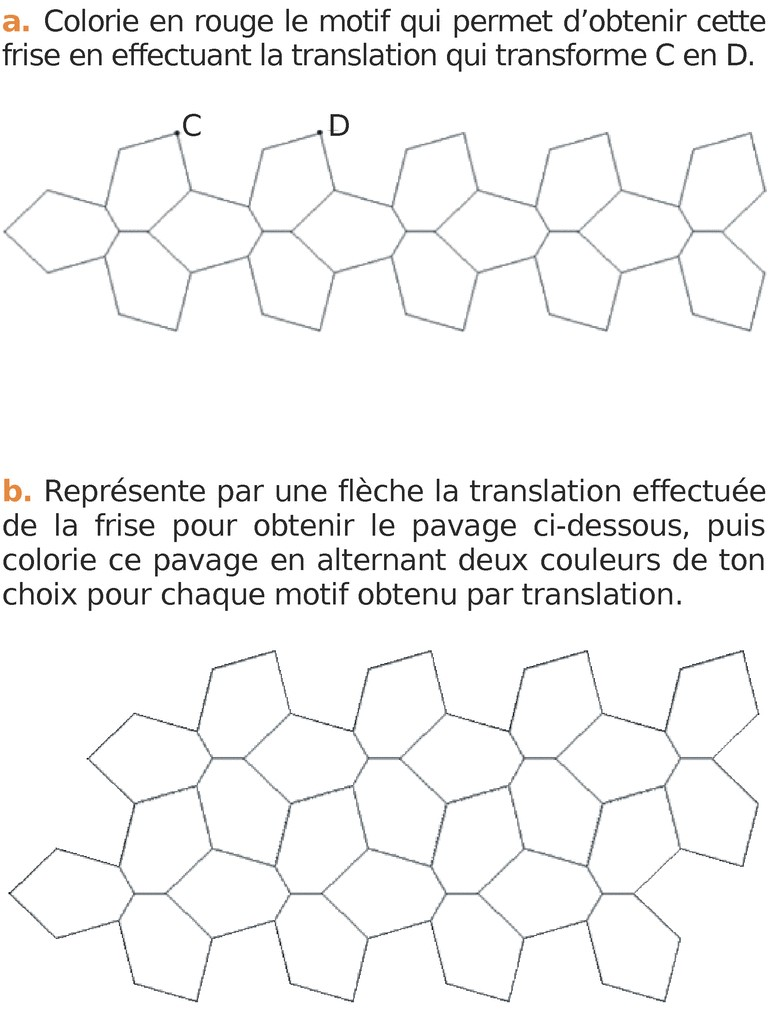 a. Colorie en rouge le motif qui permet d’obtenir cette
frise en effectuant la translation qui transforme C en D.
C
D
b. Représente par une flèche la translation effectuée
de la frise pour obtenir le pavage ci-dessous, puis
colorie ce pavage en alternant deux couleurs de ton
choix pour chaque motif obtenu par translation.